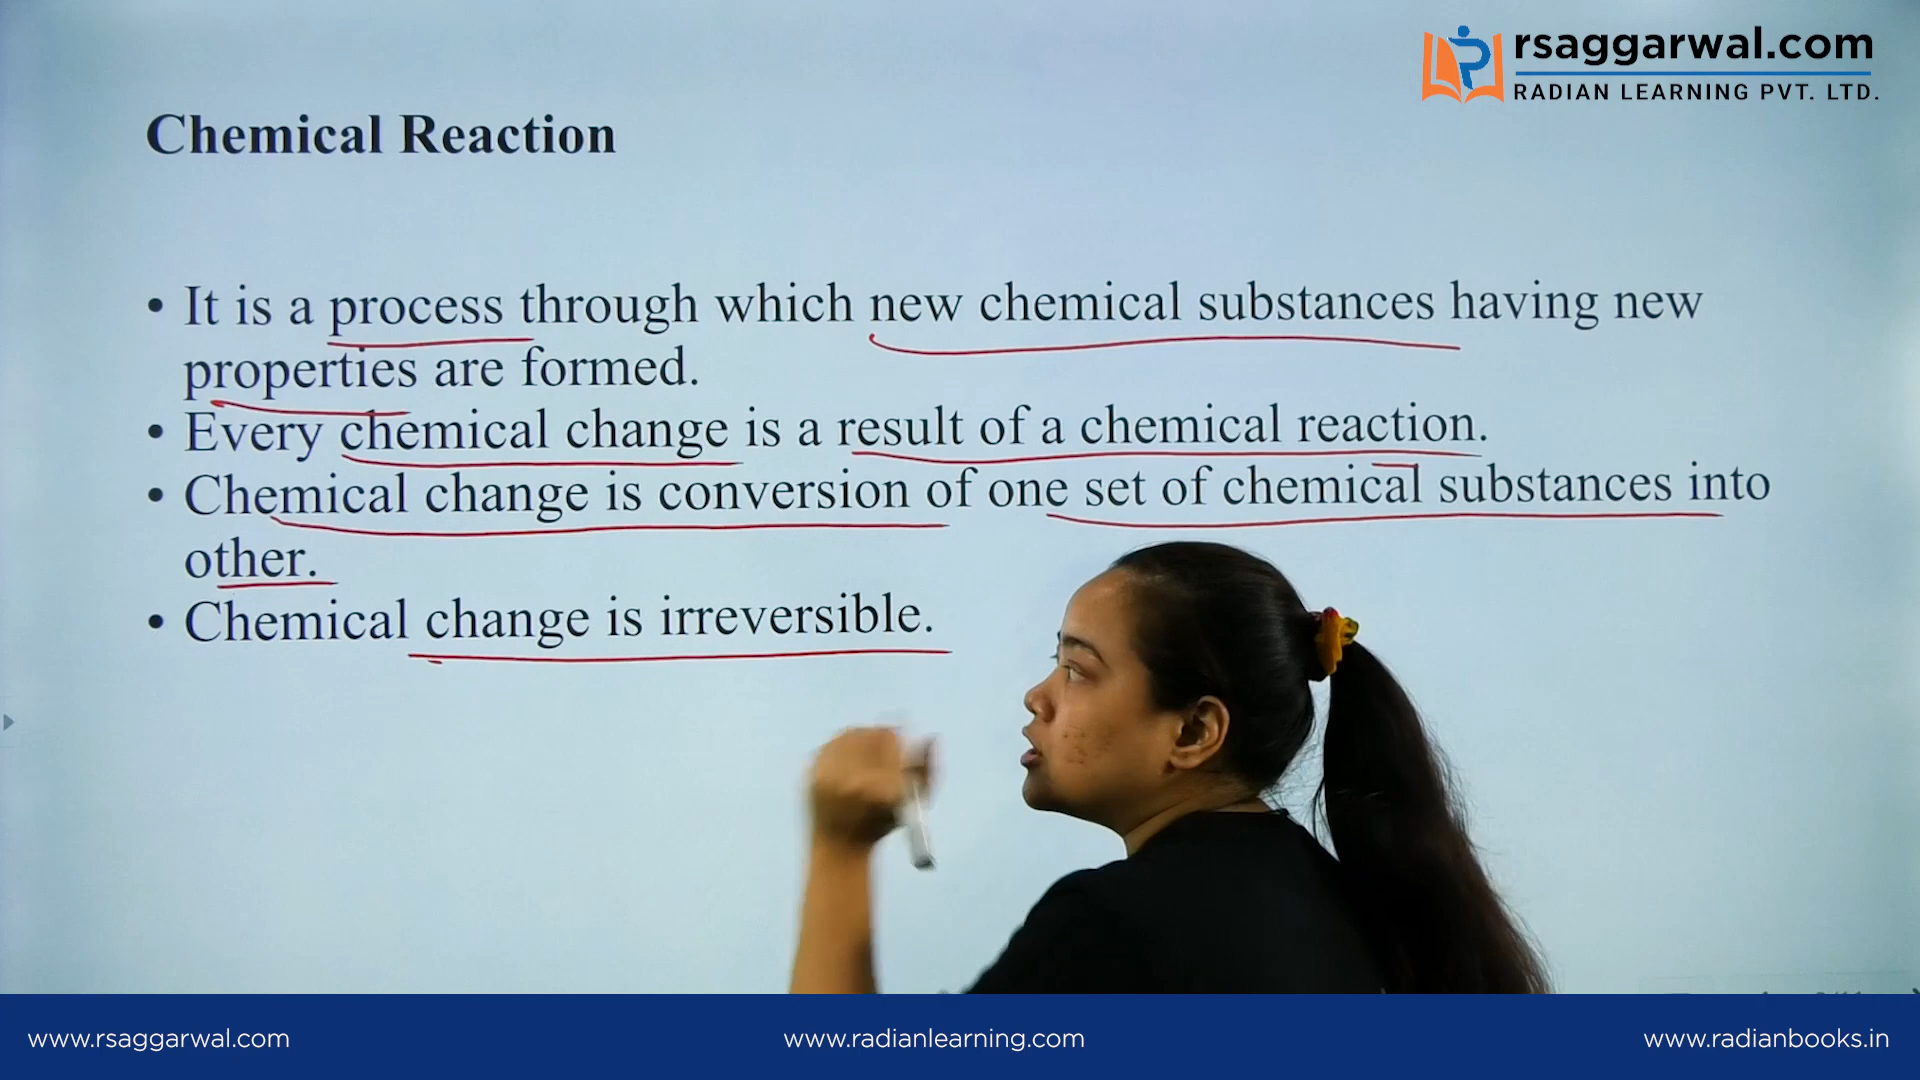 rsaggarwal.com
RADIAN LEARNING PVT. LTD.
Chemical Reaction
• It is a process through which new chemical substances having new
properties are formed.
• Every chemical change is a result of a chemical reaction.
• Chemical change is conversion of one set of chemical substances into
other.
• Chemical change is irreversible.
www.rsaggarwal.com
www.radianlearning.com
www.radianbooks.in